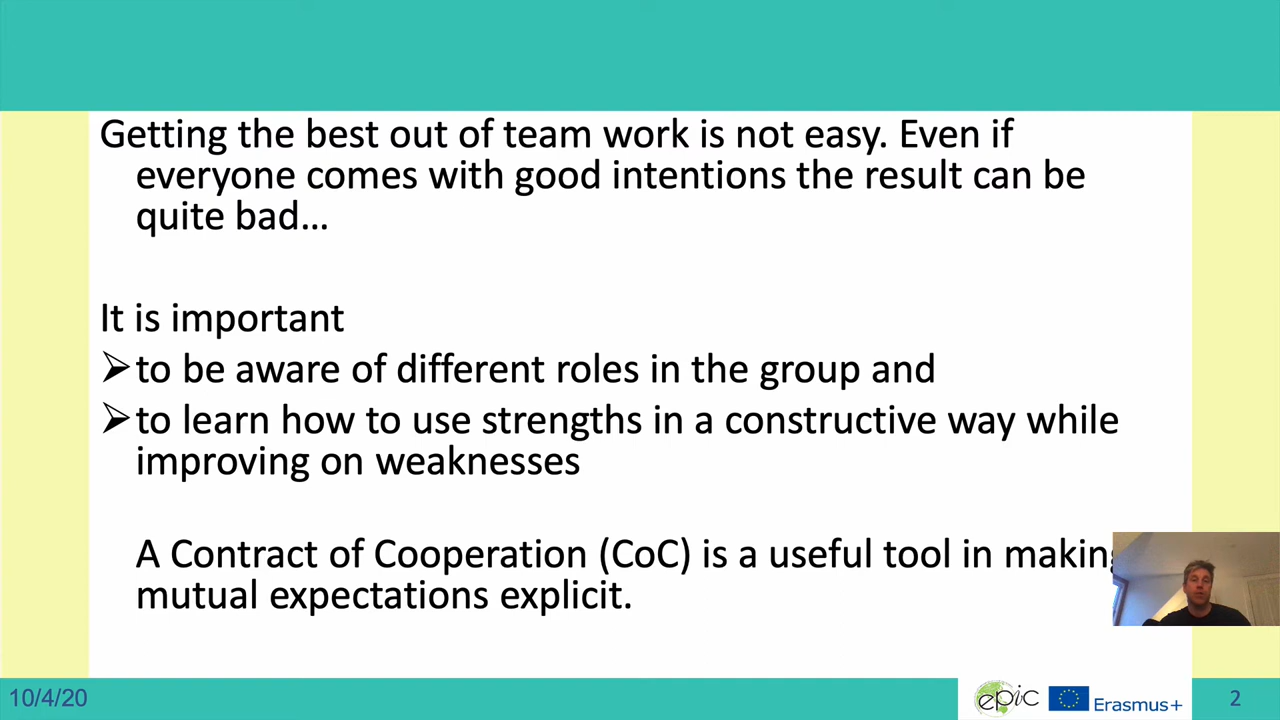 Getting the best out of team work is not easy. Even if
everyone comes with good intentions the result can be
quite bad...
It is important
to be aware of different roles in the group and
to learn how to use strengths in a constructive way while
improving on weaknesses
A Contract of Cooperation (CoC) is a useful tool in making
mutual expectations explicit.
10/4/20
epic
Erasmus+
2